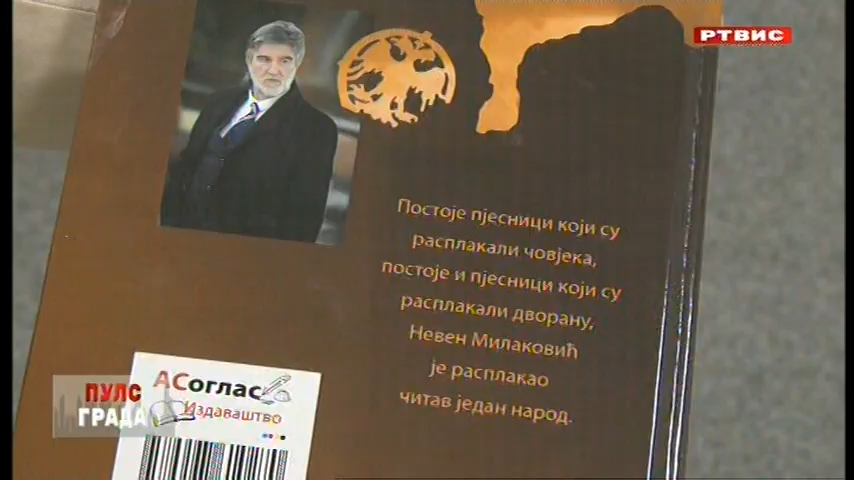 РТВИС
Постоје пјесници који су
расплакали човјека,
постоје и пјесници који су
расплакали дворану,
Невен Милаковић
је расплакао
читав један народ.
АСоглас
Издаваштво
ПУЛС
ГРАДА